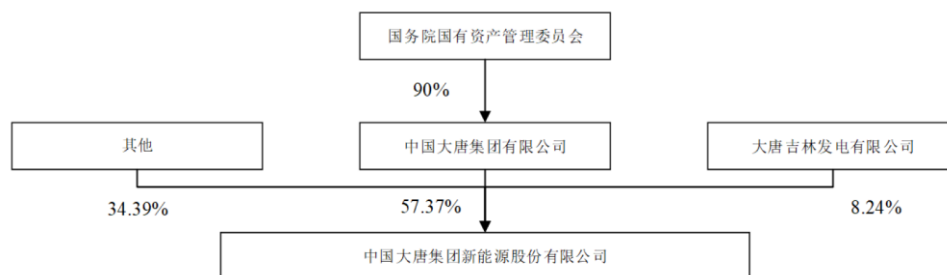 国务院国有资产管理委员会
90%
其他
中国大唐集团有限公司
大唐吉林发电有限公司
34.39%
57.37%
8.24%
中国大唐集团新能源股份有限公司